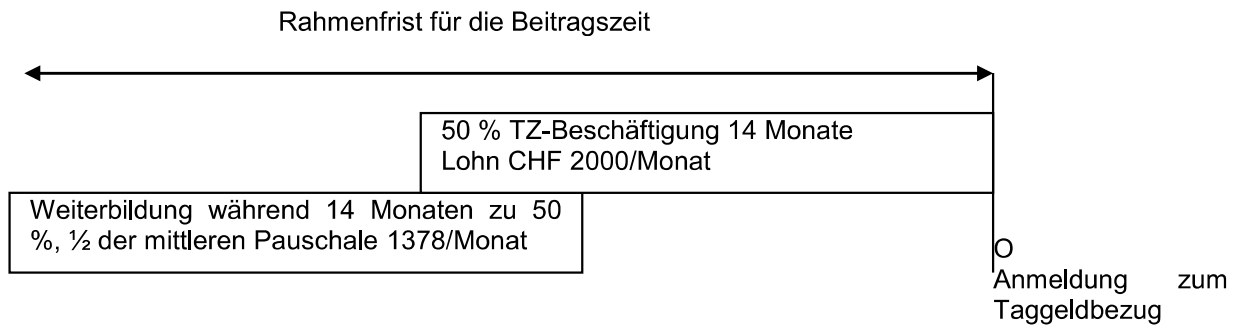 Rahmenfrist für die Beitragszeit
50 % TZ-Beschäftigung 14 Monate
Lohn CHF 2000/Monat
Weiterbildung während 14 Monaten zu 50
%, ½ der mittleren Pauschale 1378/Monat
O
Anmeldung zum
Taggeldbezug